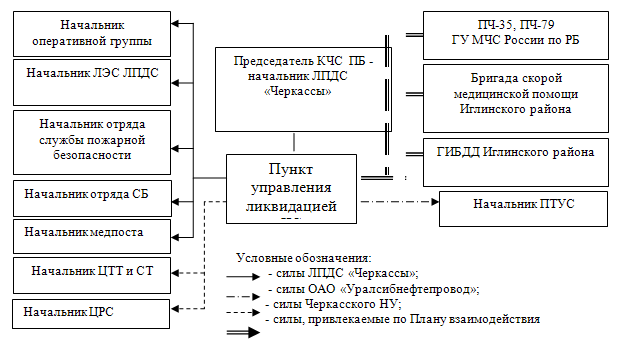 Начальник
оперативной группы
Начальник ЛЭС ЛПДС
Начальник отряда
службы пожарной
безопасности
Начальник отряда СБ
Начальник медпоста
Начальник ЦТТ и СТ
Начальник ЦРС
Председатель КЧС ПБ -
начальник ЛПДС
«Черкассы»
Пункт
управления
ликвидацией
ПЧ-35, ПЧ-79
ГУ МЧС России по РБ
Бригада скорой
медицинской помощи
Иглинского района
ГИБДД Иглинского района
Начальник ПТУС
Условные обозначения:
- силы ЛПДС «Черкассы»;
- силы ОАО «Уралсибнефтепровод»;
- силы Черкасского НУ;
- силы, привлекаемые по Плану взаимодействия